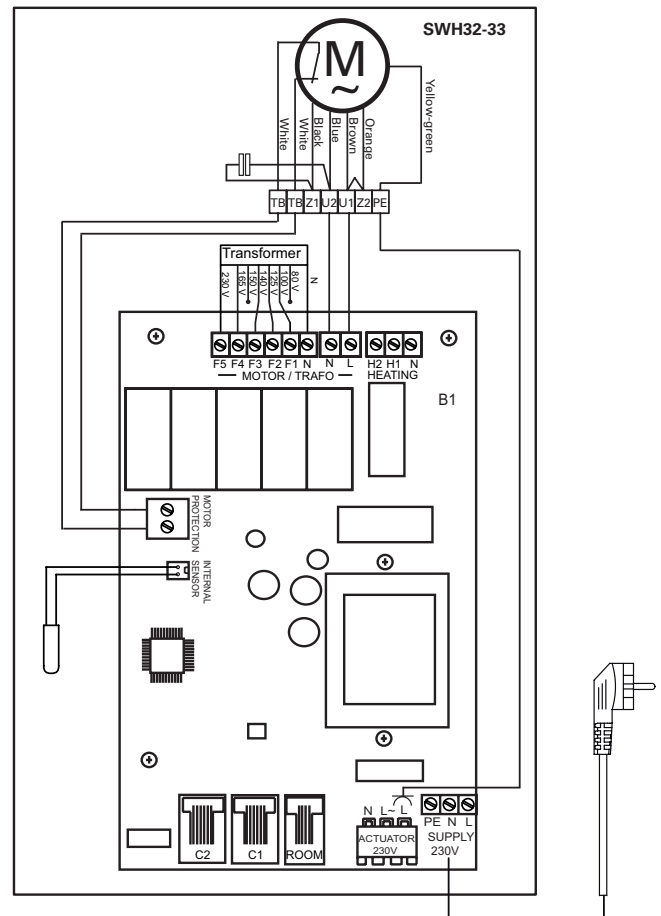 SWH32-33
M
~
White
White
Black
Blue
Brown
Orange
Yellow-green
TB TB Z1 U2 U1 Z2 PE
Transformer
230 V
165 V
150 V
140 V
125 V
100 V
80 V
N
F5 F4 F3 F2 F1 N N L H2 H1 N
MOTOR / TRAFO HEATING
B1
MOTOR
PROTECTION
INTERNAL
SENSOR
N L~ L
PE N L
ACTUATOR
230V
SUPPLY
230V
C2 C1 ROOM